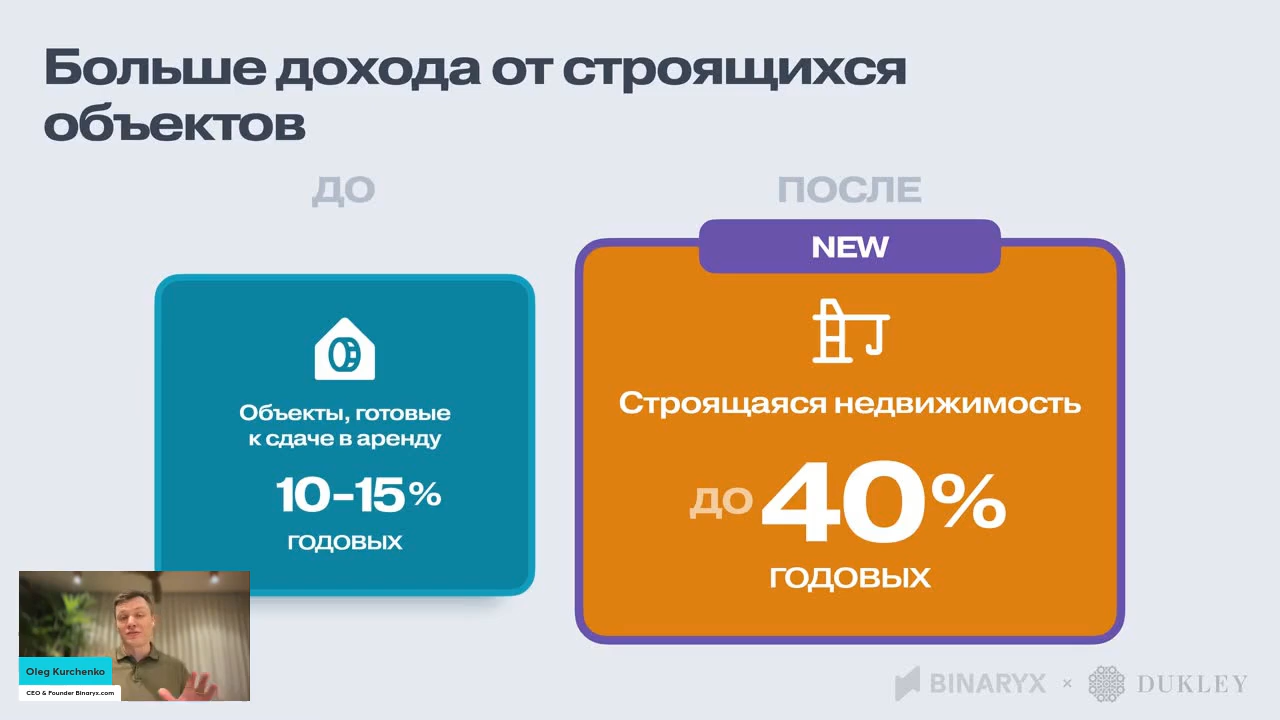 Больше дохода от строящихся
объектов
ДО
ПОСЛЕ
NEW
Объекты, готовые
к сдаче в аренду
10-15%
ГОДОВЫХ
Строящаяся недвижимость
ДО 40%
ГОДОВЫХ
Oleg Kurchenko
CEO & Founder Binaryx.com
BINARYX × DUKLEY